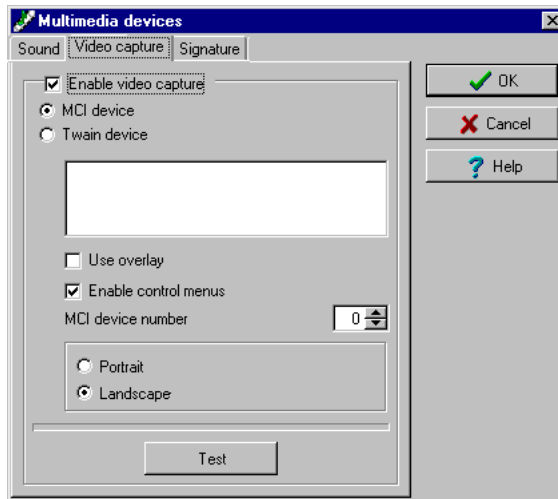 Multimedia devices
Sound Video capture Signature
Enable video capture
MCI device
Twain device
Use overlay
Enable control menus
MCI device number 0
Portrait
Landscape
Test
OK
Cancel
Help